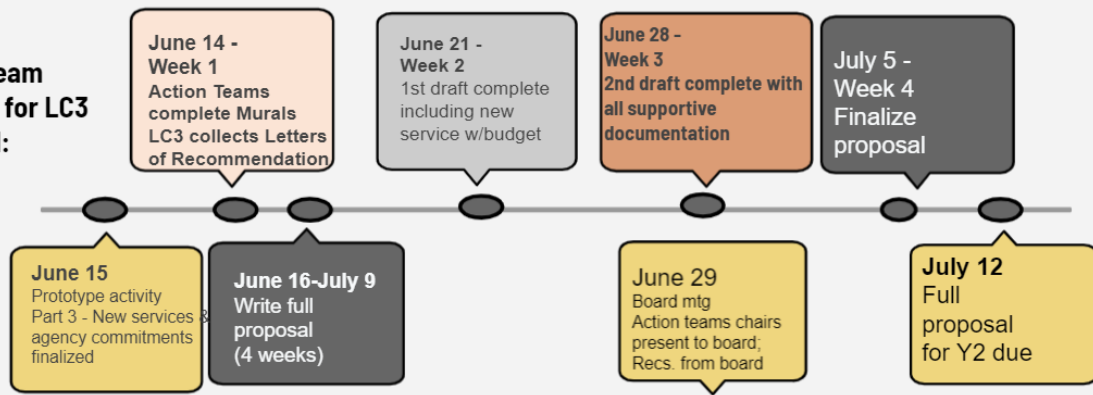 eam
for LC3
:
June 14 -
Week 1
Action Teams
complete Murals
LC3 collects Letters
of Recommendation
June 21 -
Week 2
1st draft complete
including new
service w/budget
June 28 -
Week 3
2nd draft complete with
all supportive
documentation
July 5 -
Week 4
Finalize
proposal
June 15
Prototype activity
Part 3 - New services &
agency commitments
finalized
June 16-July 9
Write full
proposal
(4 weeks)
June 29
Board mtg
Action teams chairs
present to board;
Recs. from board
July 12
Full
proposal
for Y2 due